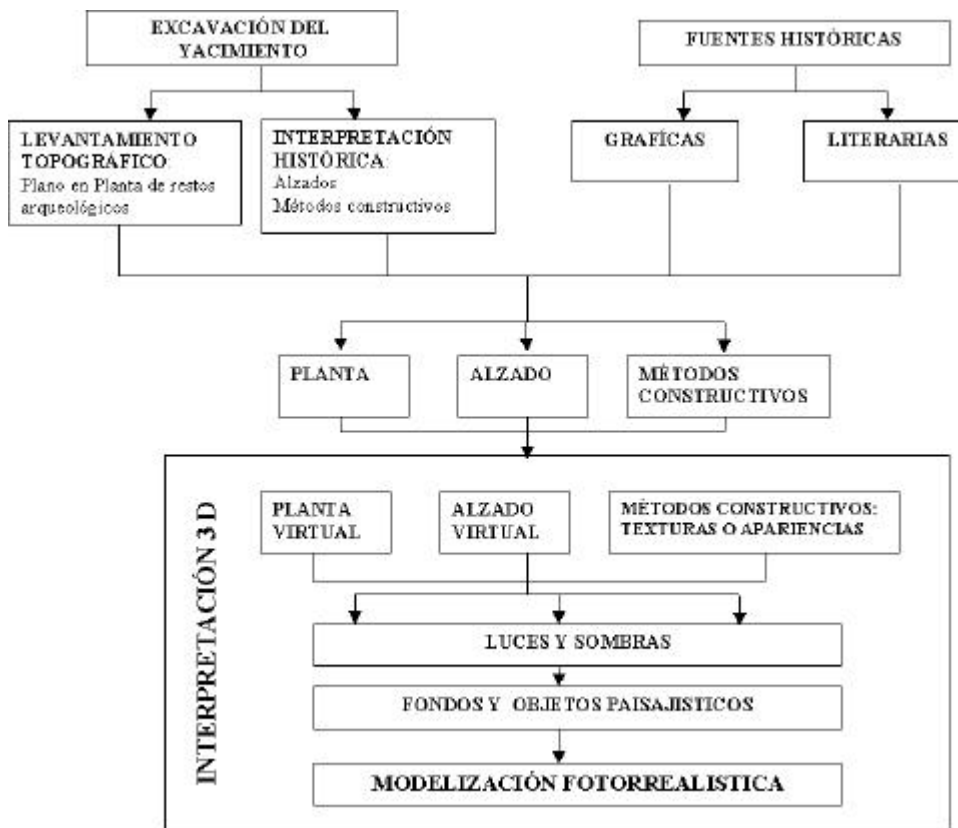 EXCAVACIÓN DEL
YACIMIENTO
FUENTES HISTÓRICAS
LEVANTAMIENTO
TOPOGRÁFICO:
Plano en Planta de restos
arqueológicos
INTERPRETACIÓN
HISTÓRICA:
Alzados
Métodos constructivos
GRAFÍCAS
LITERARIAS
PLANTA
ALZADO
MÉTODOS
CONSTRUCTIVOS
INTERPRETACIÓN 3 D
PLANTA
VIRTUAL
ALZADO
VIRTUAL
MÉTODOS CONSTRUCTIVOS:
TEXTURAS O APARIENCIAS
LUCES Y SOMBRAS
FONDOS Y OBJETOS PAISAJISTICOS
MODELIZACIÓN FOTORREALISTICA